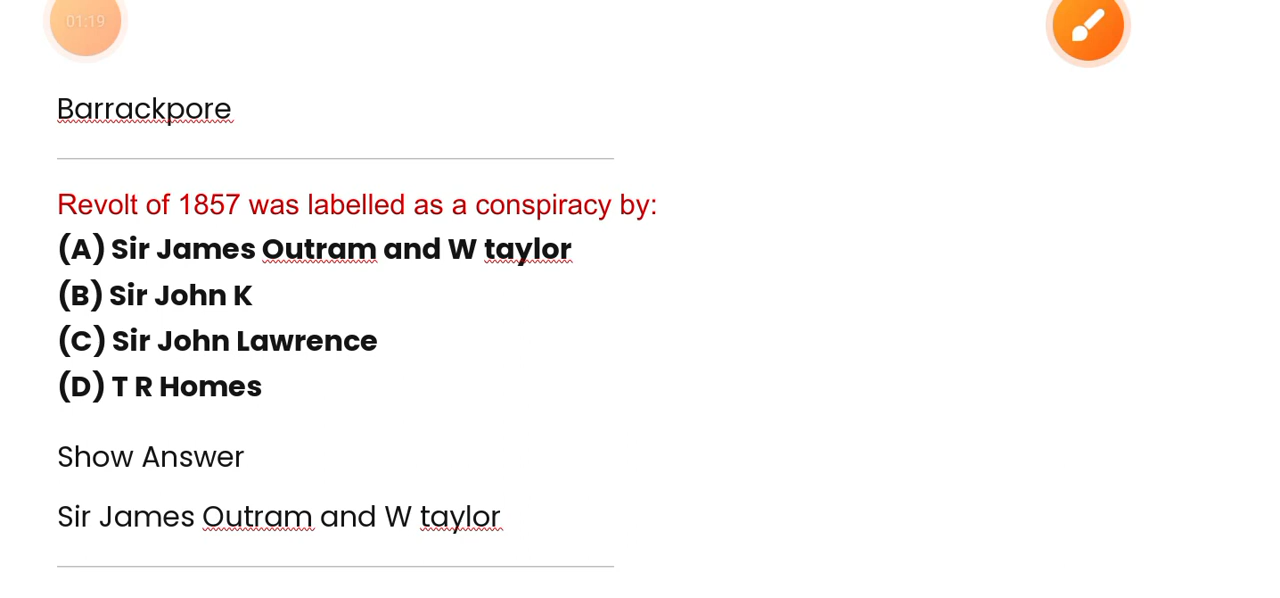 01:19
Barrackpore
Revolt of 1857 was labelled as a conspiracy by:
(A) Sir James Outram and W taylor
(B) Sir John K
(C) Sir John Lawrence
(D) T R Homes
Show Answer
Sir James Outram and W taylor